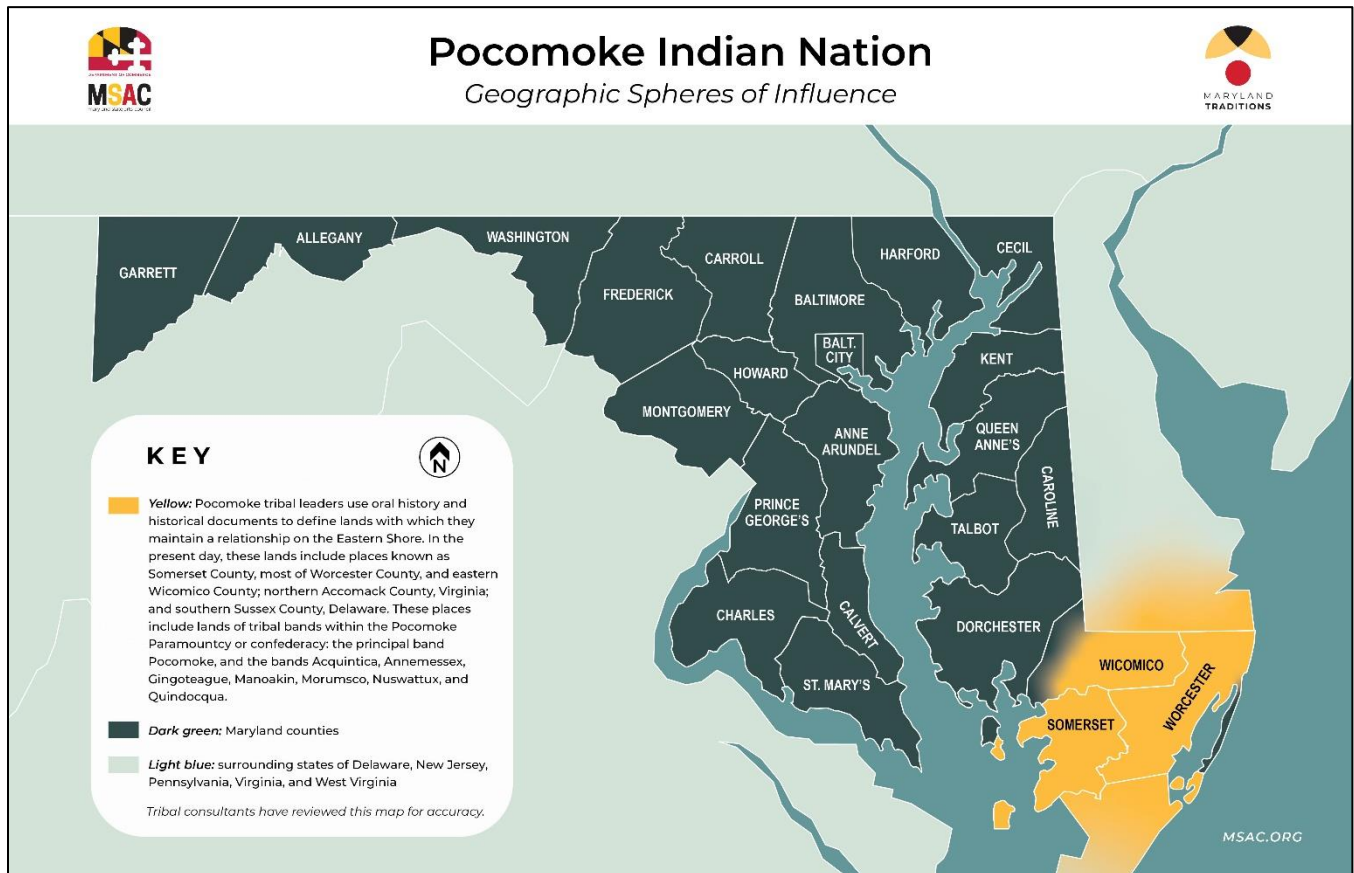 MSAC
Pocomoke Indian Nation
Geographic Spheres of Influence
MARYLAND
TRADITIONS
GARRETT
ALLEGANY
WASHINGTON
FREDERICK
CARROLL
BALTIMORE
HARFORD
CECIL
BALT.
CITY
KENT
HOWARD
MONTGOMERY
ANNE
ARUNDEL
QUEEN
ANNE'S
CAROLINE
PRINCE
GEORGE'S
TALBOT
CHARLES
CALVERT
DORCHESTER
ST. MARY'S
WICOMICO
WORCESTER
SOMERSET
KEY
N
Yellow: Pocomoke tribal leaders use oral history and
historical documents to define lands with which they
maintain a relationship on the Eastern Shore. In the
present day, these lands include places known as
Somerset County, most of Worcester County, and eastern
Wicomico County; northern Accomack County, Virginia;
and southern Sussex County, Delaware. These places
include lands of tribal bands within the Pocomoke
Paramountcy or confederacy: the principal band
Pocomoke, and the bands Acquintica, Annemessex,
Gingoteague, Manoakin, Morumsco, Nuswattux, and
Quindocqua.
Dark green: Maryland counties
Light blue: surrounding states of Delaware, New Jersey,
Pennsylvania, Virginia, and West Virginia
Tribal consultants have reviewed this map for accuracy.
MSAC.ORG